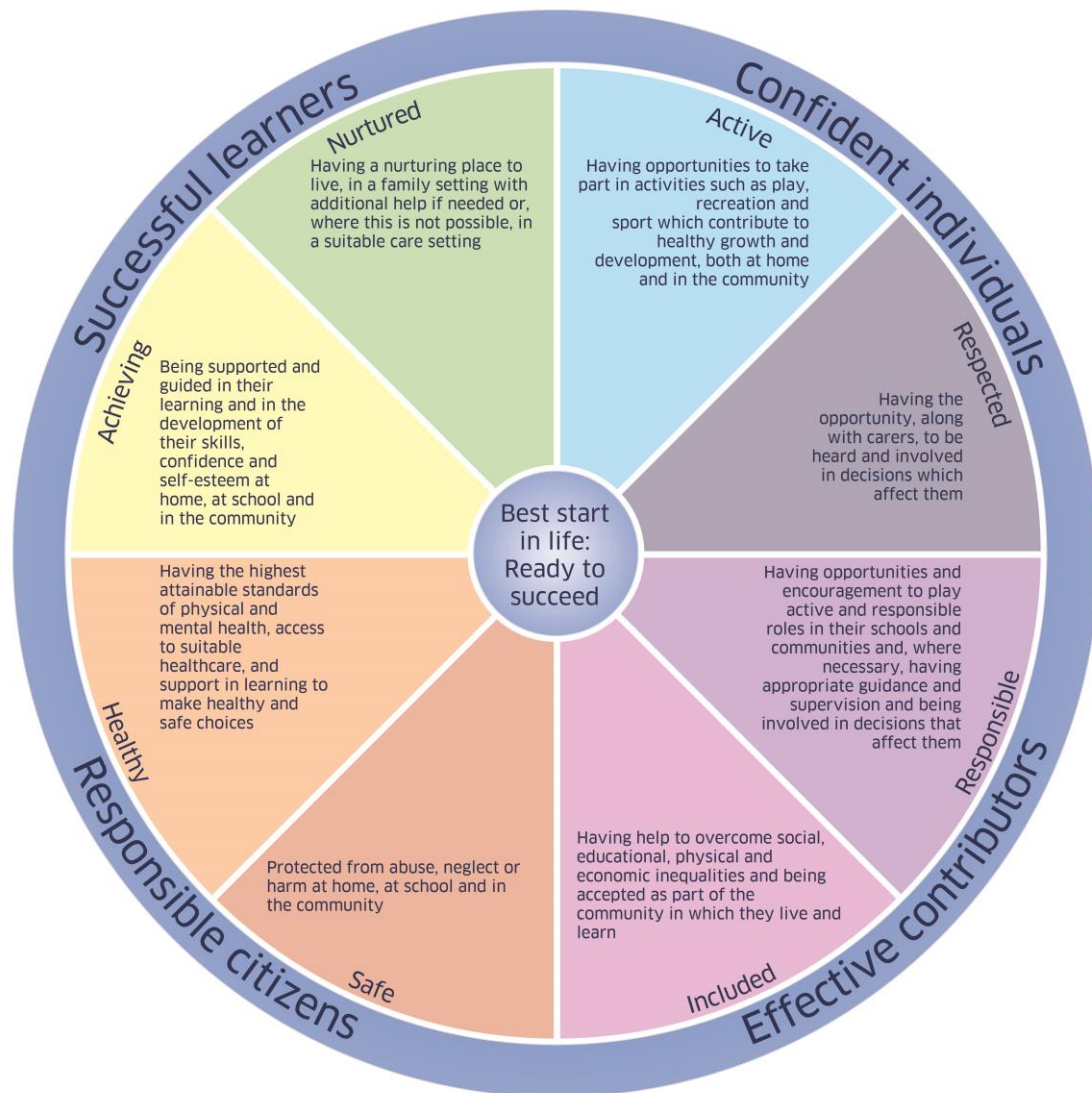 Successful learners
Confident individuals
Nurtured
Having a nurturing place to
live, in a family setting with
additional help if needed or,
where this is not possible, in
a suitable care setting
Active
Having opportunities to take
part in activities such as play,
recreation and
sport which contribute to
healthy growth and
development, both at home
and in the community
Achieving
Being supported and
guided in their
learning and in the
development of
their skills,
confidence and
self-esteem at
home, at school and
in the community
Respected
Having the
opportunity, along
with carers, to be
heard and involved
in decisions which
affect them
Best start
in life:
Ready to
succeed
Having the highest
attainable standards
of physical and
mental health, access
to suitable
healthcare, and
support in learning to
make healthy and
safe choices
Healthy
Having opportunities and
encouragement to play
active and responsible
roles in their schools and
communities and, where
necessary, having
appropriate guidance and
supervision and being
involved in decisions that
affect them
Responsible
Protected from abuse, neglect or
harm at home, at school and in
the community
Safe
Having help to overcome social,
educational, physical and
economic inequalities and being
accepted as part of the
community in which they live and
learn
Included
Responsible citizens
Effective contributors